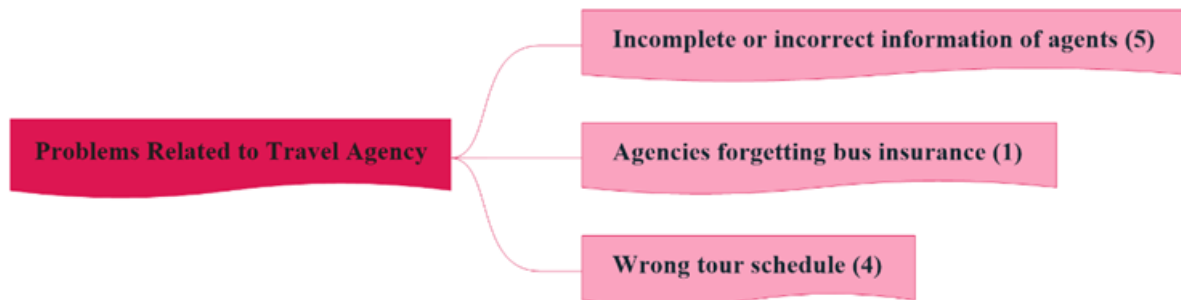 Problems Related to Travel Agency
Incomplete or incorrect information of agents (5)
Agencies forgetting bus insurance (1)
Wrong tour schedule (4)